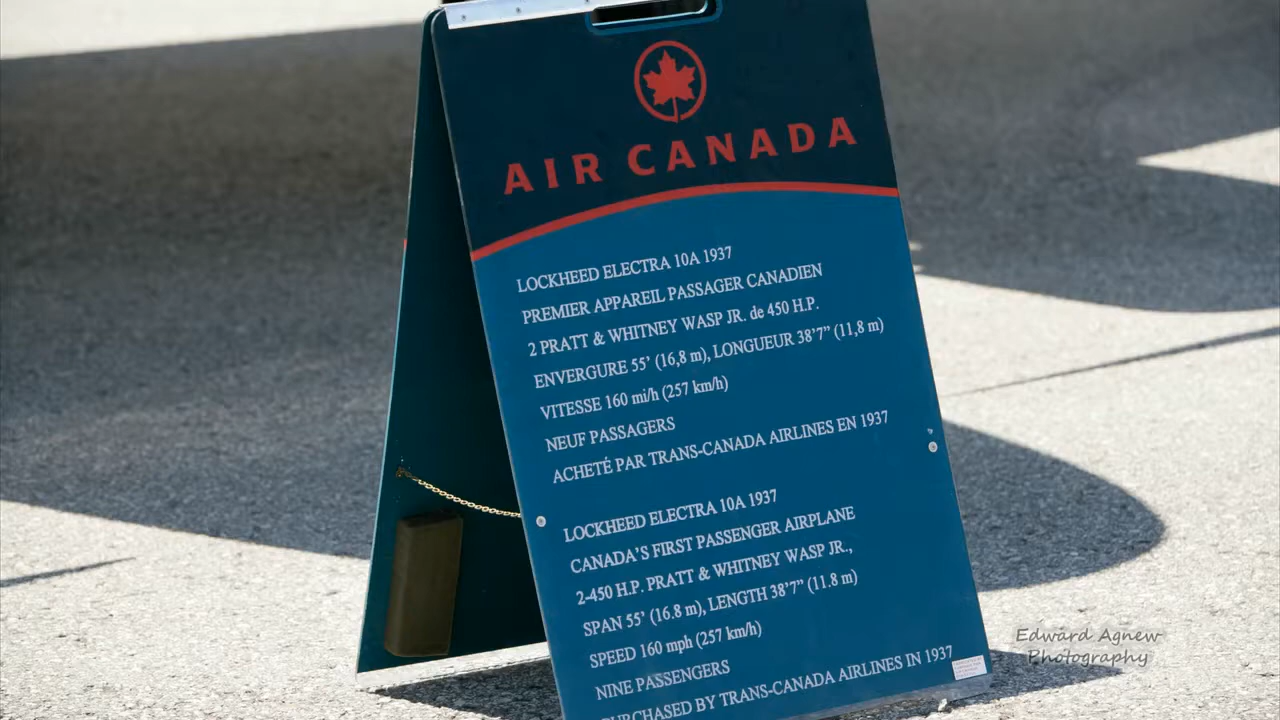 AIR CANADA
LOCKHEED ELECTRA 10A 1937
PREMIER APPAREIL PASSAGER CANADIEN
2 PRATT & WHITNEY WASP JR. de 450 H.P.
ENVERGURE 55' (16,8 m), LONGUEUR 38'7" (11,8 m)
VITESSE 160 mi/h (257 km/h)
NEUF PASSAGERS
ACHETÉ PAR TRANS-CANADA AIRLINES EN 1937
LOCKHEED ELECTRA 10A 1937
CANADA'S FIRST PASSENGER AIRPLANE
2-450 H.P. PRATT & WHITNEY WASP JR.,
SPAN 55' (16.8 m), LENGTH 38'7" (11.8 m)
SPEED 160 mph (257 km/h)
NINE PASSENGERS
PURCHASED BY TRANS-CANADA AIRLINES IN 1937
Edward Agnew
Photography